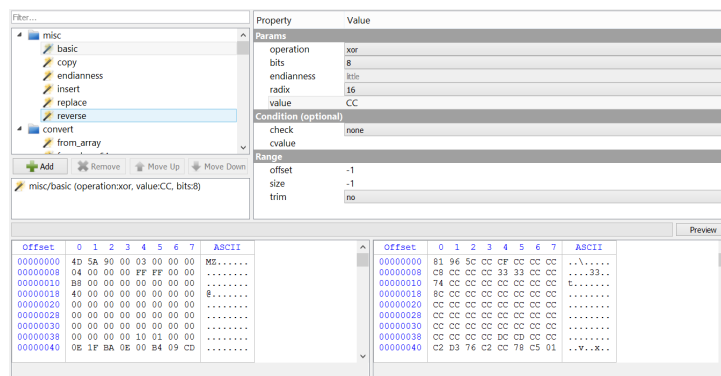 Filter...
misc
basic
copy
endianness
insert
replace
reverse
convert
from_array
Add Remove Move Up Move Down
misc/basic (operation:xor, value:CC, bits:8)
Property Value
Params
operation xor
bits 8
endianness little
radix 16
value CC
Condition (optional)
check none
cvalue
Range
offset -1
size -1
trim no
Preview
Offset 0 1 2 3 4 5 6 7 ASCII
00000000 4D 5A 90 00 03 00 00 00 MZ......
00000008 04 00 00 00 FF FF 00 00 ........
00000010 B8 00 00 00 00 00 00 00 ........
00000018 40 00 00 00 00 00 00 00 @.......
00000020 00 00 00 00 00 00 00 00 ........
00000028 00 00 00 00 00 00 00 00 ........
00000030 00 00 00 00 00 00 00 00 ........
00000038 00 00 00 00 10 01 00 00 ........
00000040 0E 1F BA 0E 00 B4 09 CD ........
Offset 0 1 2 3 4 5 6 7 ASCII
00000000 81 96 5C CC CF CC CC CC ..\.....
00000008 C8 CC CC CC 33 33 CC CC ....33..
00000010 74 CC CC CC CC CC CC CC t.......
00000018 8C CC CC CC CC CC CC CC ........
00000020 CC CC CC CC CC CC CC CC ........
00000028 CC CC CC CC CC CC CC CC ........
00000030 CC CC CC CC CC CC CC CC ........
00000038 CC CC CC CC DC CD CC CC ........
00000040 C2 D3 76 C2 CC 78 C5 01 ..v..x..